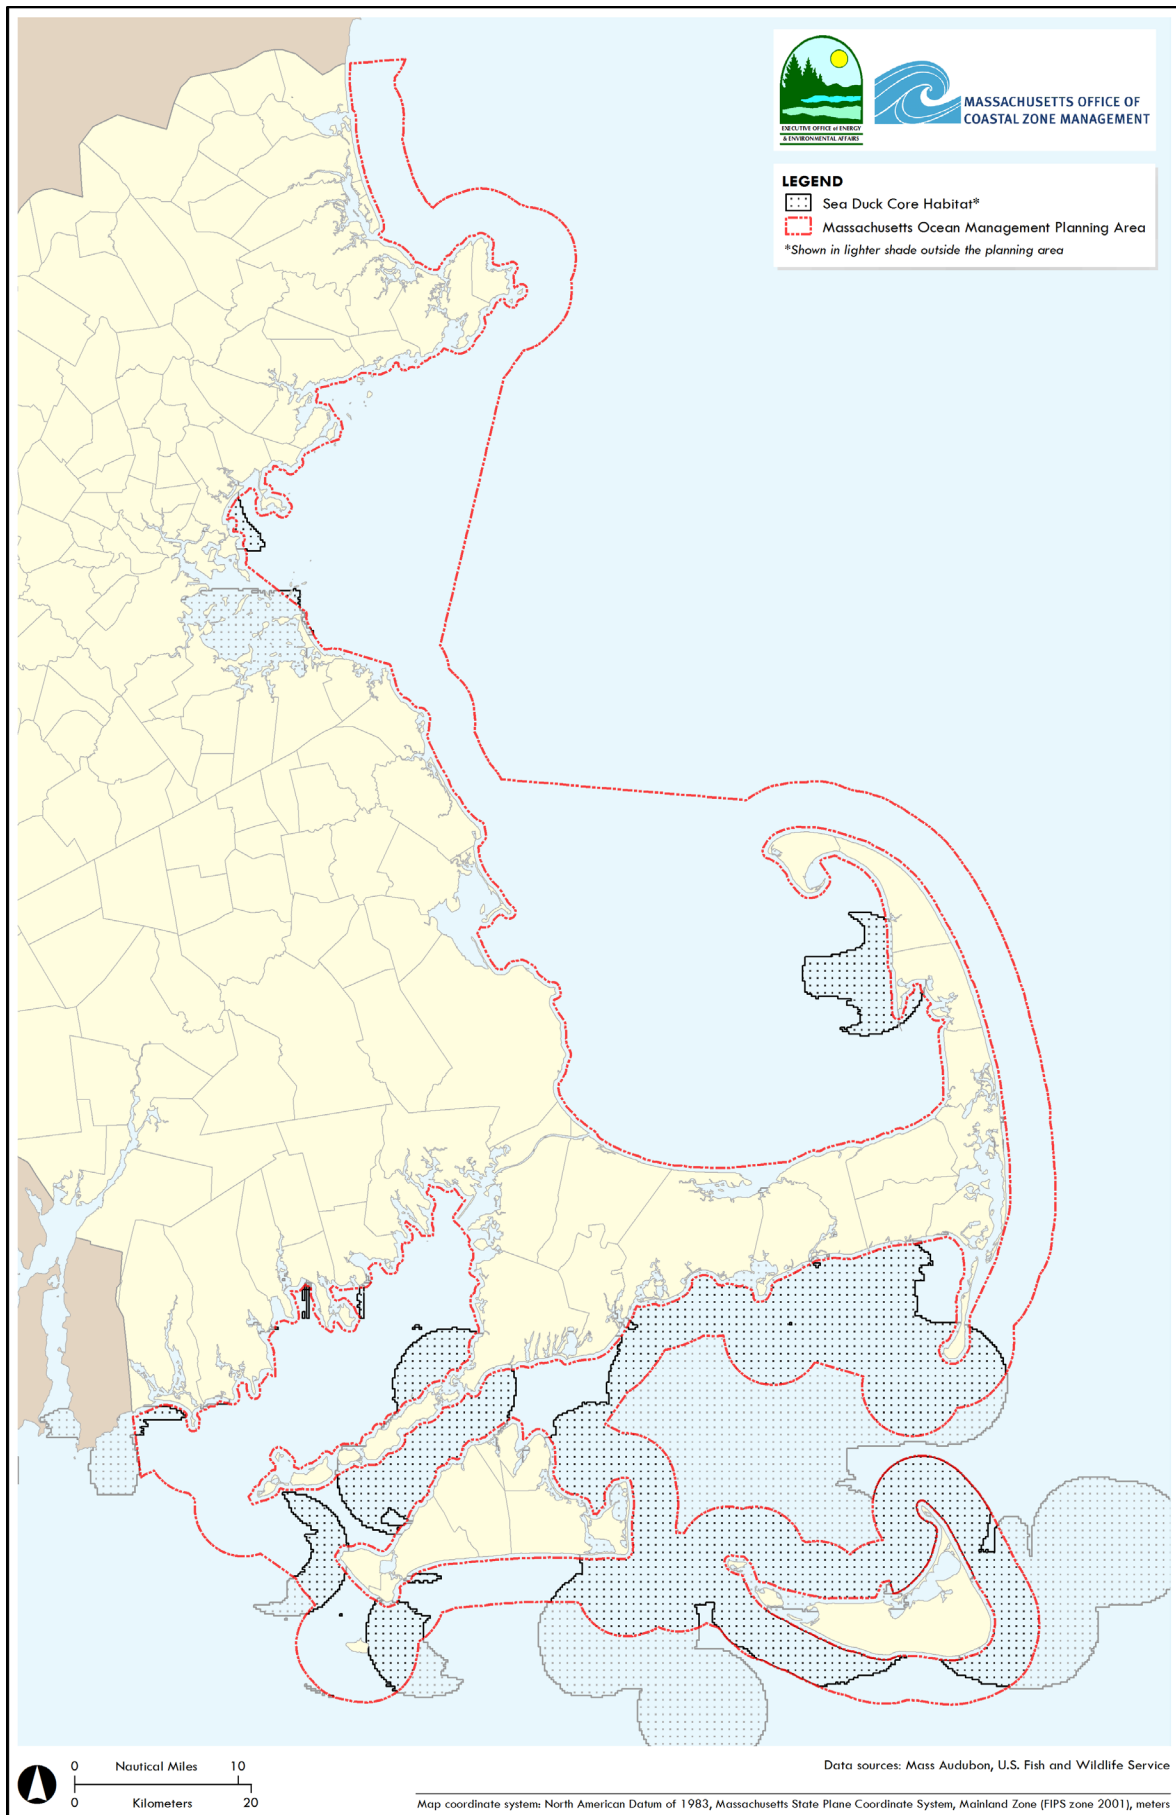 EXECUTIVE OFFICE of ENERGY
& ENVIRONMENTAL AFFAIRS
MASSACHUSETTS OFFICE OF
COASTAL ZONE MANAGEMENT
LEGEND
Sea Duck Core Habitat*
Massachusetts Ocean Management Planning Area
*Shown in lighter shade outside the planning area
0 Nautical Miles 10
0 Kilometers 20
Data sources: Mass Audubon, U.S. Fish and Wildlife Service
Map coordinate system: North American Datum of 1983, Massachusetts State Plane Coordinate System, Mainland Zone (FIPS zone 2001), meters